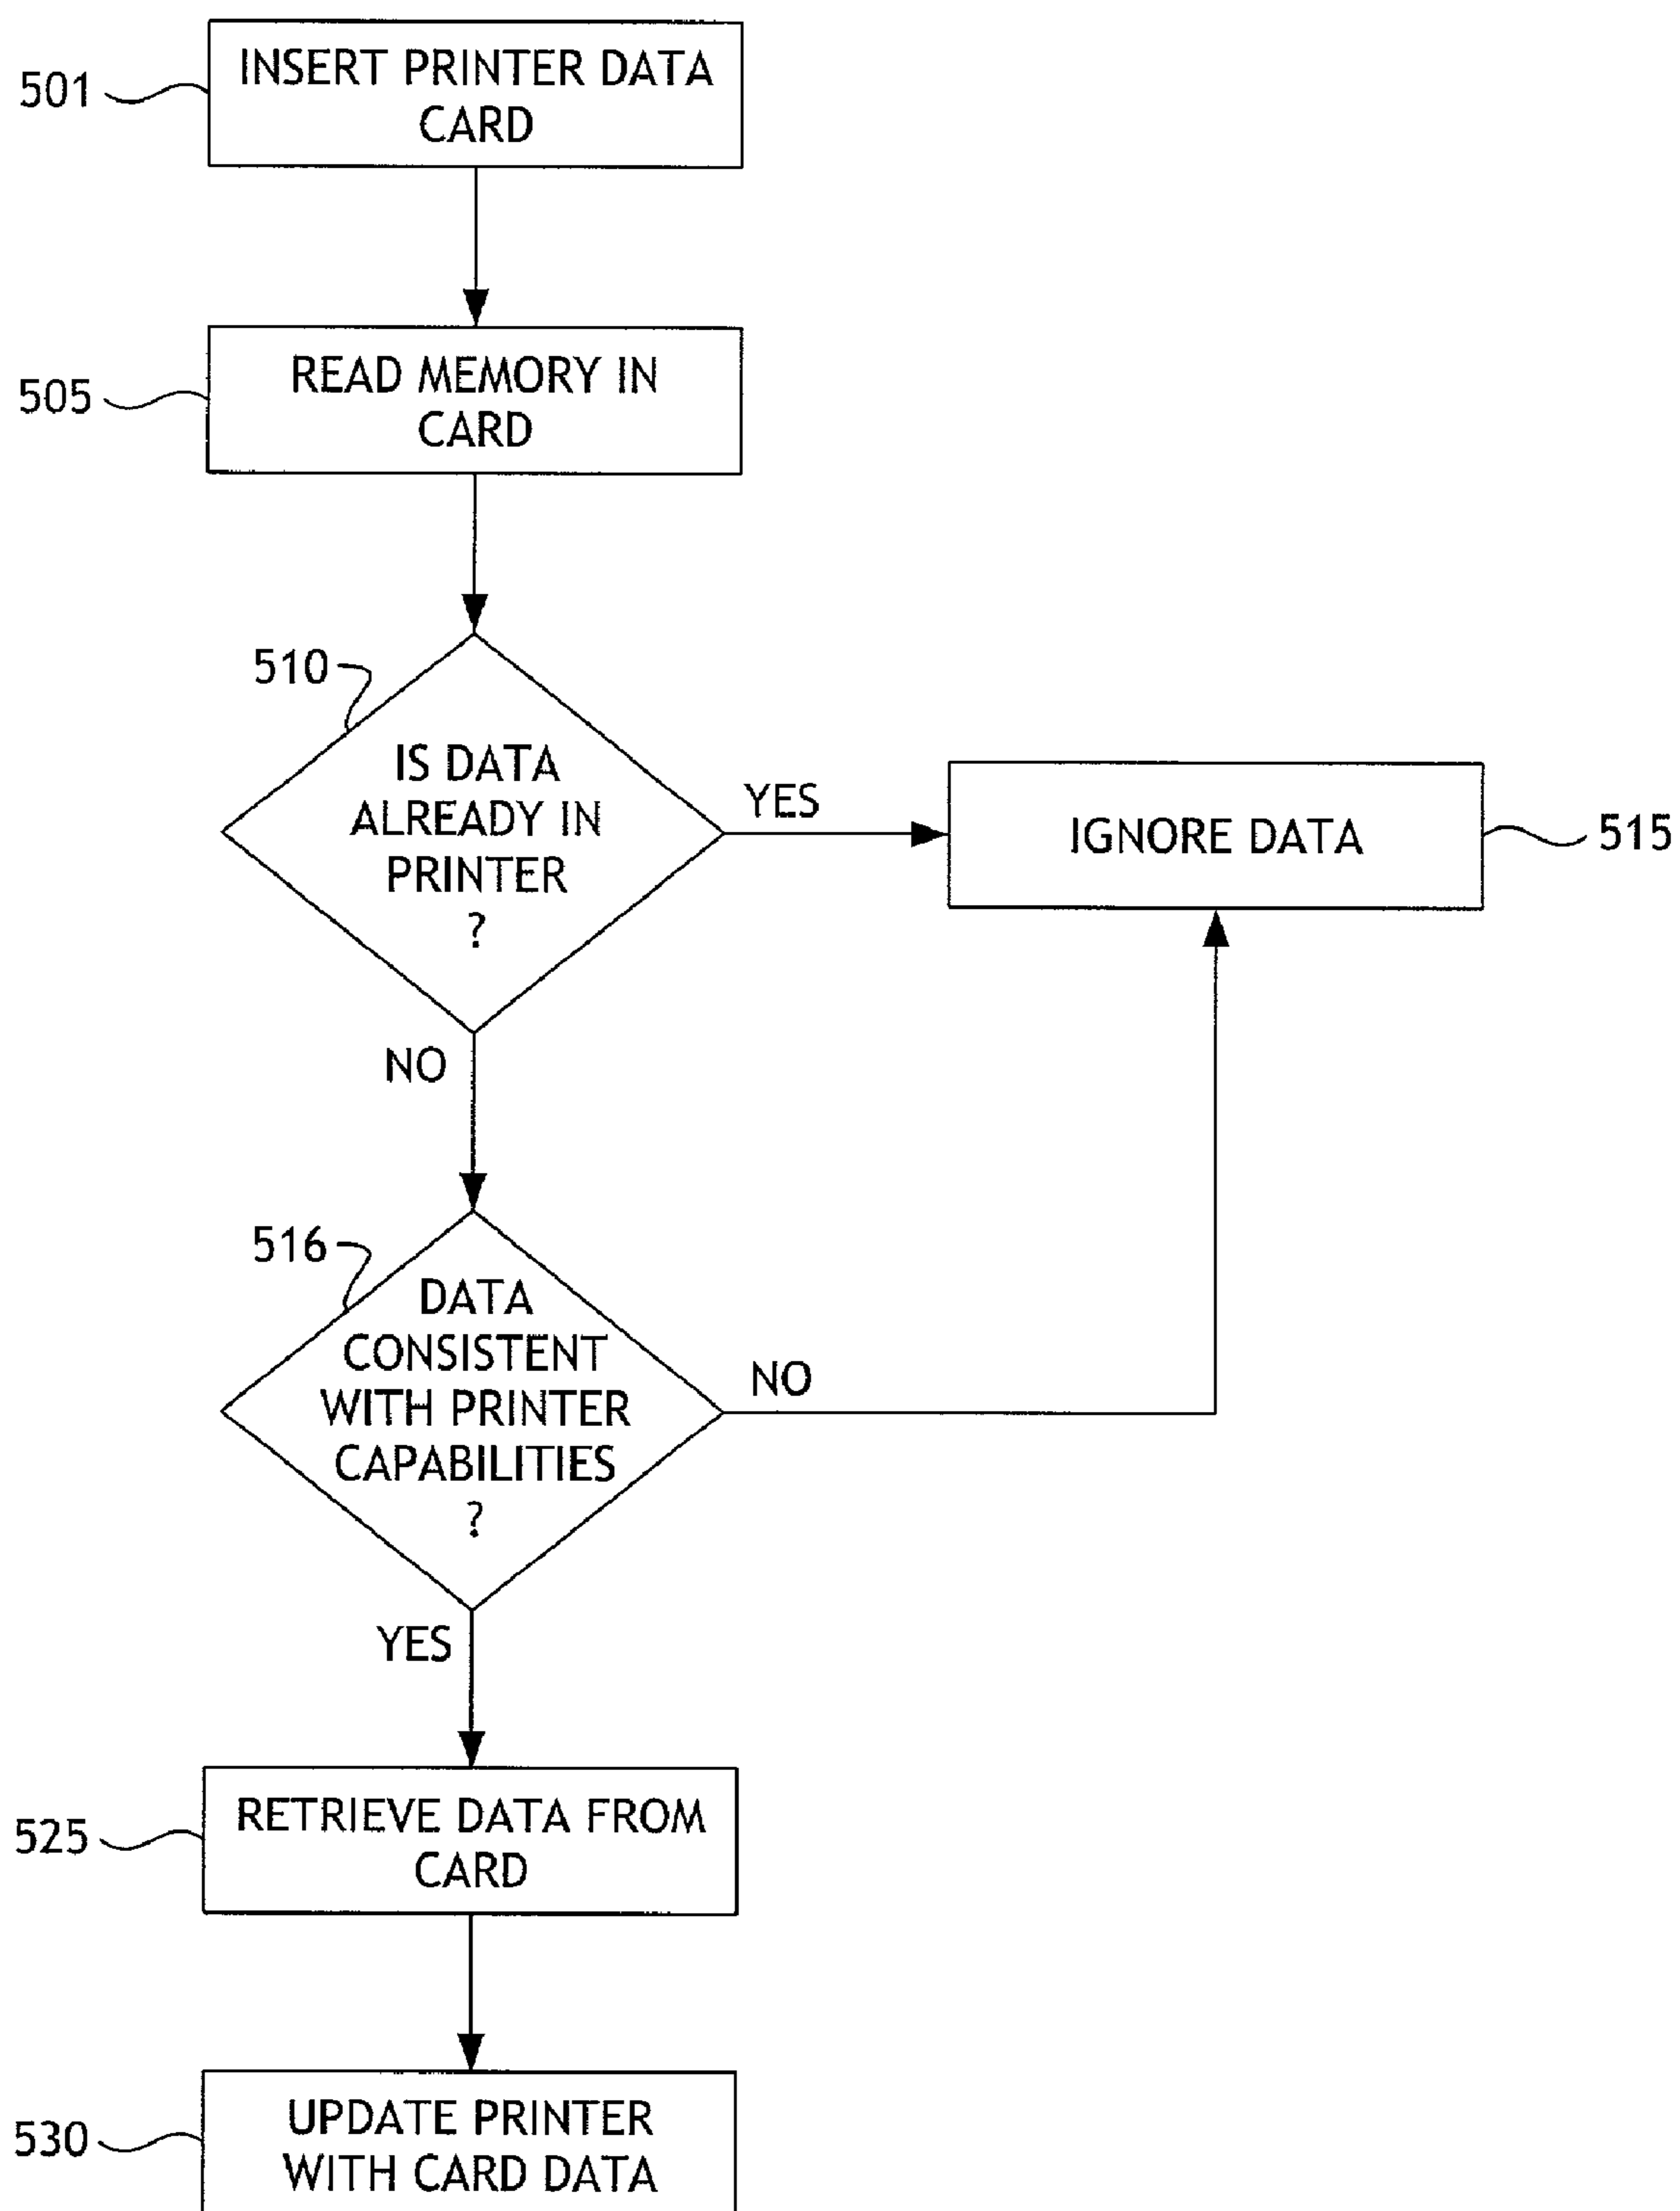 501
INSERT PRINTER DATA
CARD
505
READ MEMORY IN
CARD
510
IS DATA
ALREADY IN
PRINTER
?
YES
IGNORE DATA
515
NO
516
DATA
CONSISTENT
WITH PRINTER
CAPABILITIES
?
NO
YES
525
RETRIEVE DATA FROM
CARD
530
UPDATE PRINTER
WITH CARD DATA